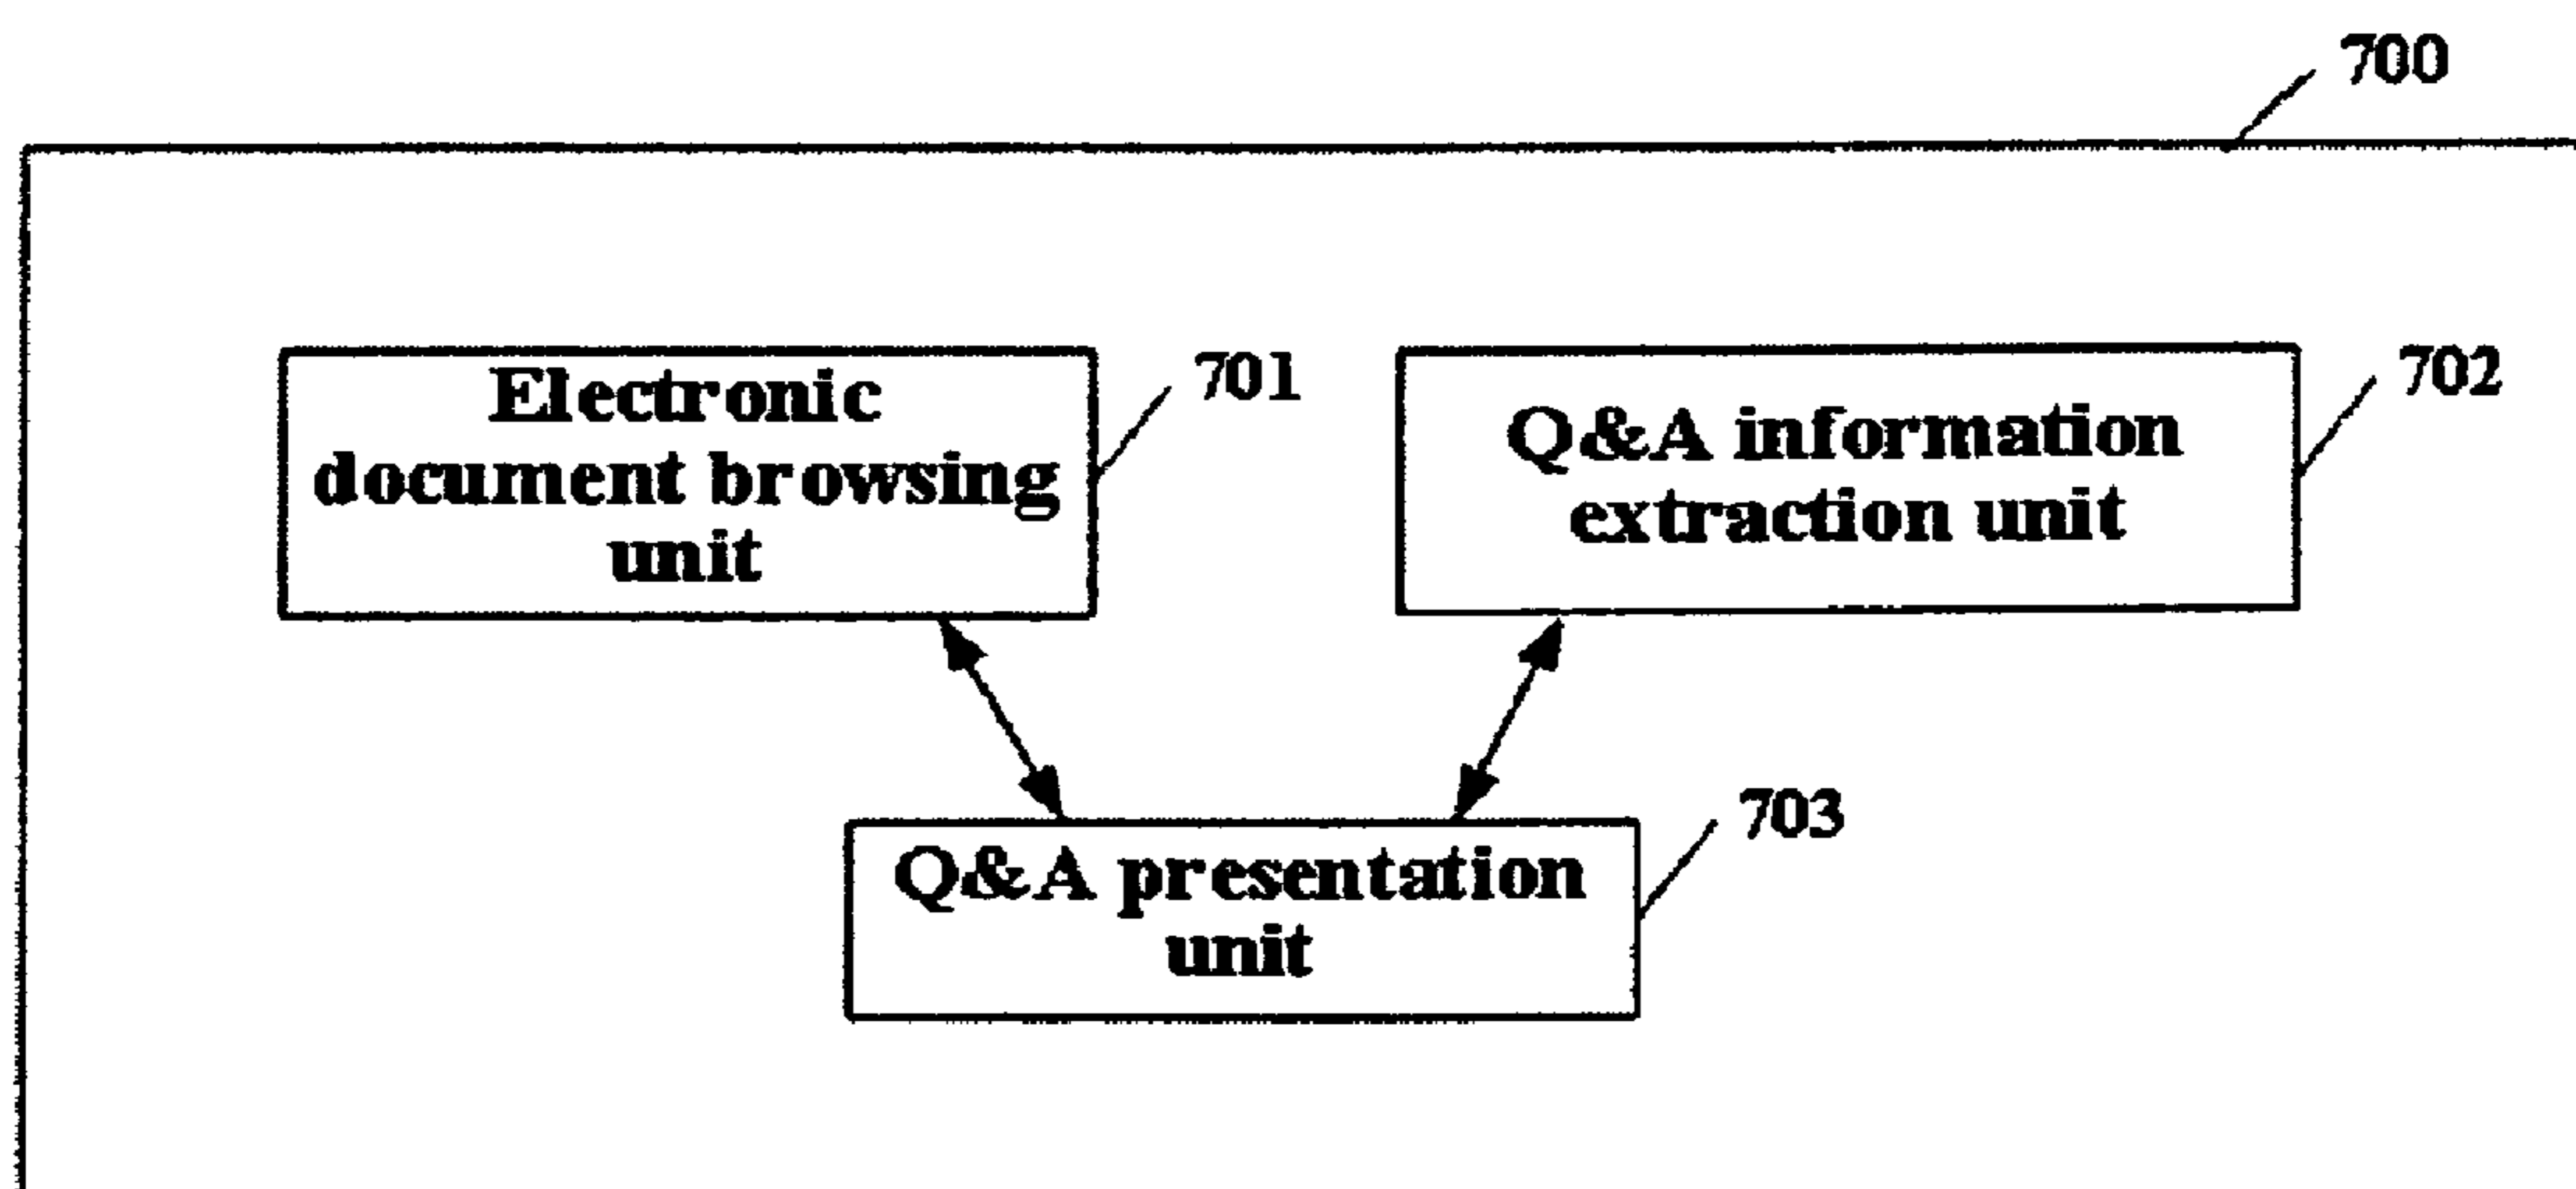 700
Electronic
document browsing
unit
701
Q&A information
extraction unit
702
Q&A presentation
unit
703